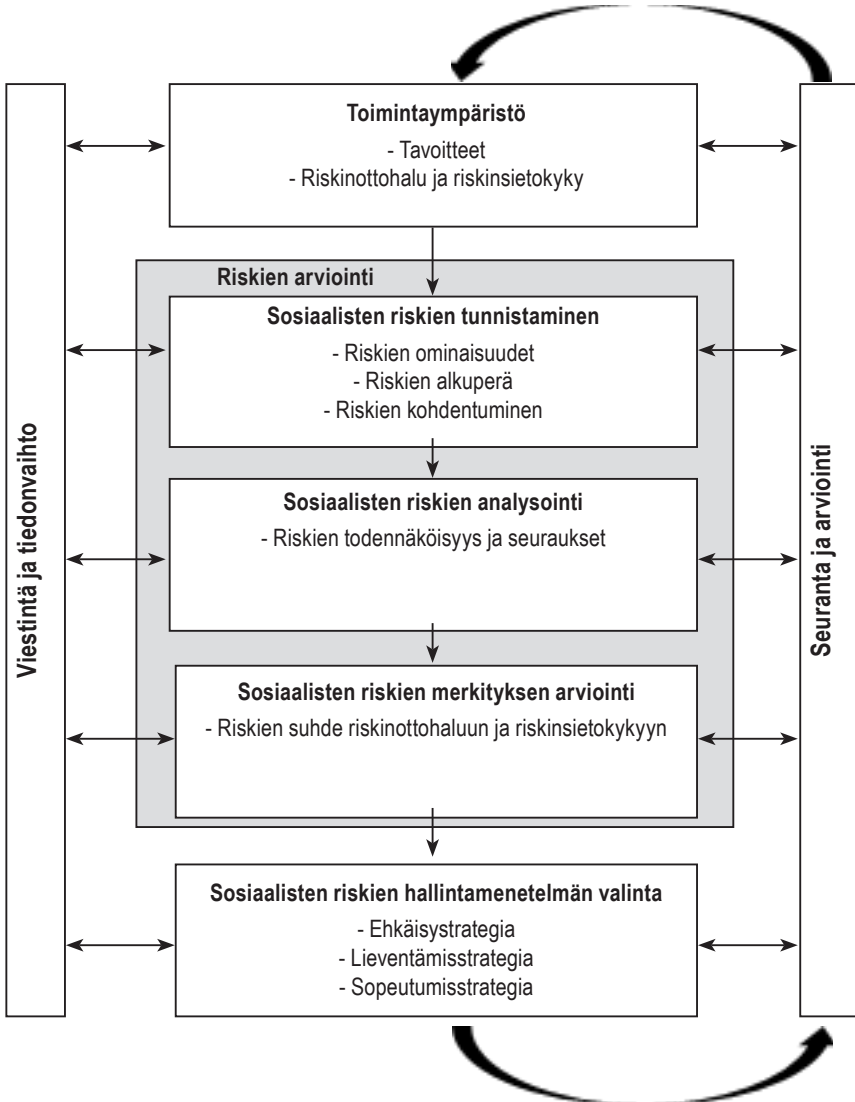 Toimintaympäristö
- Tavoitteet
- Riskinottohalu ja riskinsietokyky
Riskien arviointi
Sosiaalisten riskien tunnistaminen
- Riskien ominaisuudet
- Riskien alkuperä
- Riskien kohdentuminen
Sosiaalisten riskien analysointi
- Riskien todennäköisyys ja seuraukset
Sosiaalisten riskien merkityksen arviointi
- Riskien suhde riskinottohaluun ja riskinsietokykyyn
Sosiaalisten riskien hallintamenetelmän valinta
- Ehkäisystrategia
- Lieventämisstrategia
- Sopeutumisstrategia
Viestintä ja tiedonvaihto
Seuranta ja arviointi